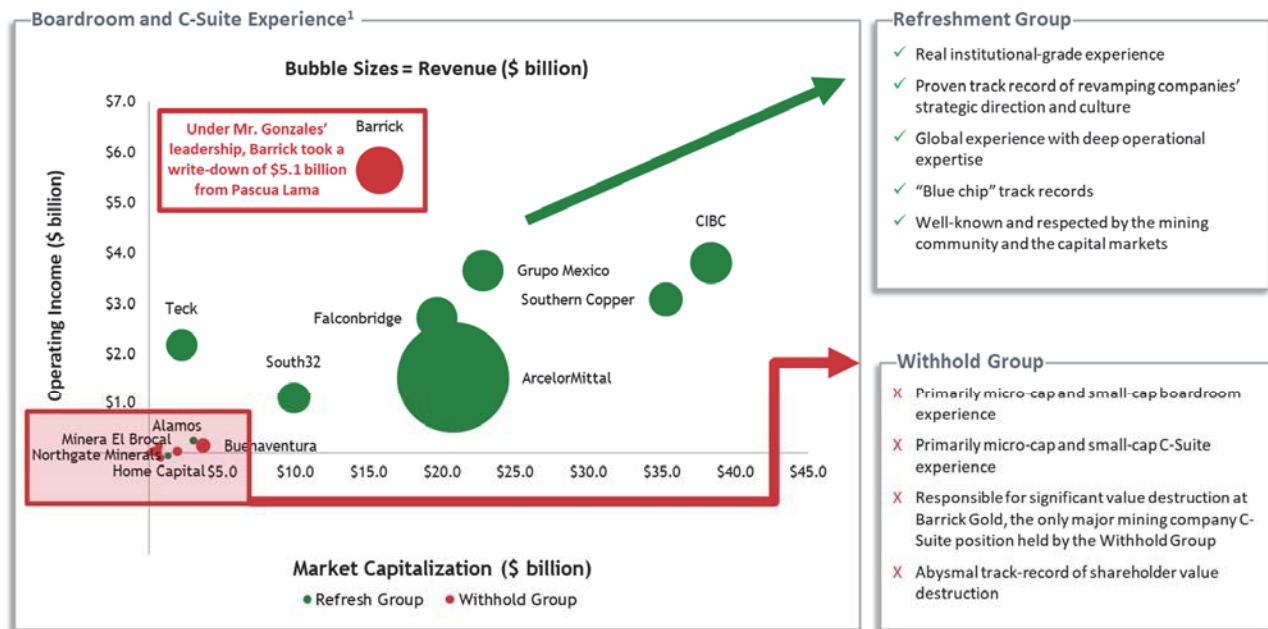 Boardroom and C-Suite Experience1
Bubble Sizes = Revenue ($ billion)
Operating Income ($ billion)
$7.0
$6.0
$5.0
$4.0
$3.0
$2.0
$1.0
Under Mr. Gonzales’
leadership, Barrick took a
write-down of $5.1 billion
from Pascua Lama
Barrick
CIBC
Grupo Mexico
Southern Copper
Teck
Falconbridge
South32
ArcelorMittal
Alamos
Minera El Brocal
Buenaventura
Northgate Minerals
Home Capital
$5.0
$10.0
$15.0
$20.0
$25.0
$30.0
$35.0
$40.0
$45.0
Market Capitalization ($ billion)
Refresh Group
Withhold Group
Refreshment Group
✓ Real institutional-grade experience
✓ Proven track record of revamping companies’
strategic direction and culture
✓ Global experience with deep operational
expertise
✓ “Blue chip” track records
✓ Well-known and respected by the mining
community and the capital markets
Withhold Group
X Primarily micro-cap and small-cap boardroom
experience
X Primarily micro-cap and small-cap C-Suite
experience
X Responsible for significant value destruction at
Barrick Gold, the only major mining company C-
Suite position held by the Withhold Group
X Abysmal track-record of shareholder value
destruction